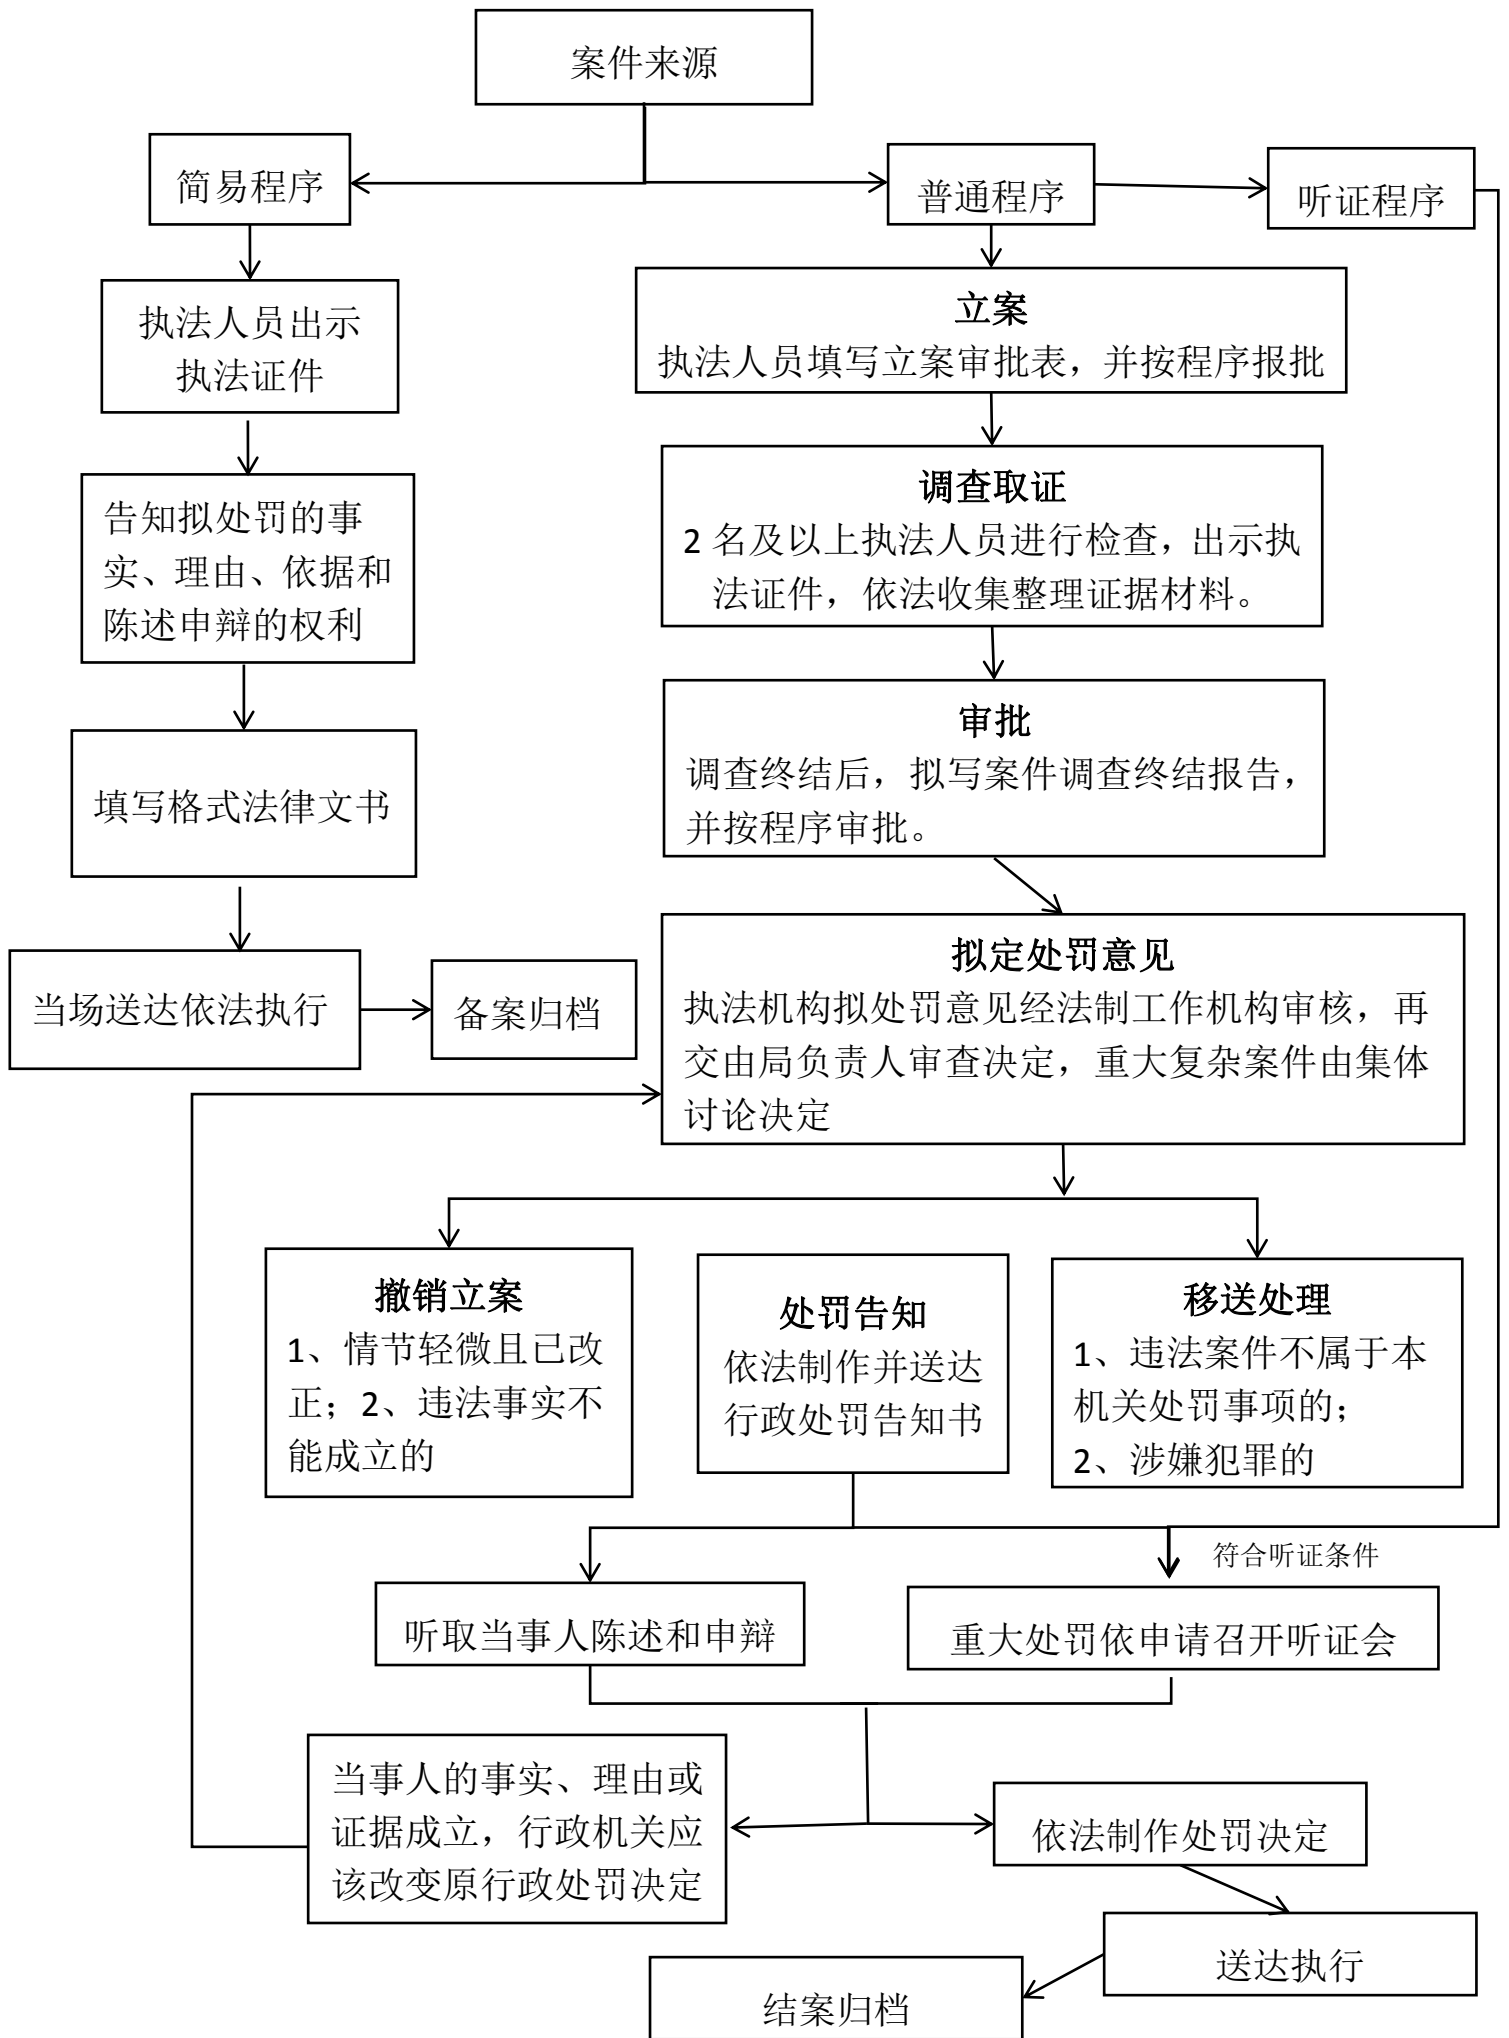 案件来源
简易程序
普通程序
听证程序
执法人员出示
执法证件
立案
执法人员填写立案审批表，并按程序报批
告知拟处罚的事
实、理由、依据和
陈述申辩的权利
调查取证
2 名及以上执法人员进行检查，出示执
法证件，依法收集整理证据材料。
填写格式法律文书
审批
调查终结后，拟写案件调查终结报告，
并按程序审批。
当场送达依法执行
备案归档
拟定处罚意见
执法机构拟处罚意见经法制工作机构审核，再
交由局负责人审查决定，重大复杂案件由集体
讨论决定
撤销立案
1、情节轻微且已改
正；2、违法事实不
能成立的
处罚告知
依法制作并送达
行政处罚告知书
移送处理
1、违法案件不属于本
机关处罚事项的；
2、涉嫌犯罪的
符合听证条件
听取当事人陈述和申辩
重大处罚依申请召开听证会
当事人的事实、理由或
证据成立，行政机关应
该改变原行政处罚决定
依法制作处罚决定
送达执行
结案归档